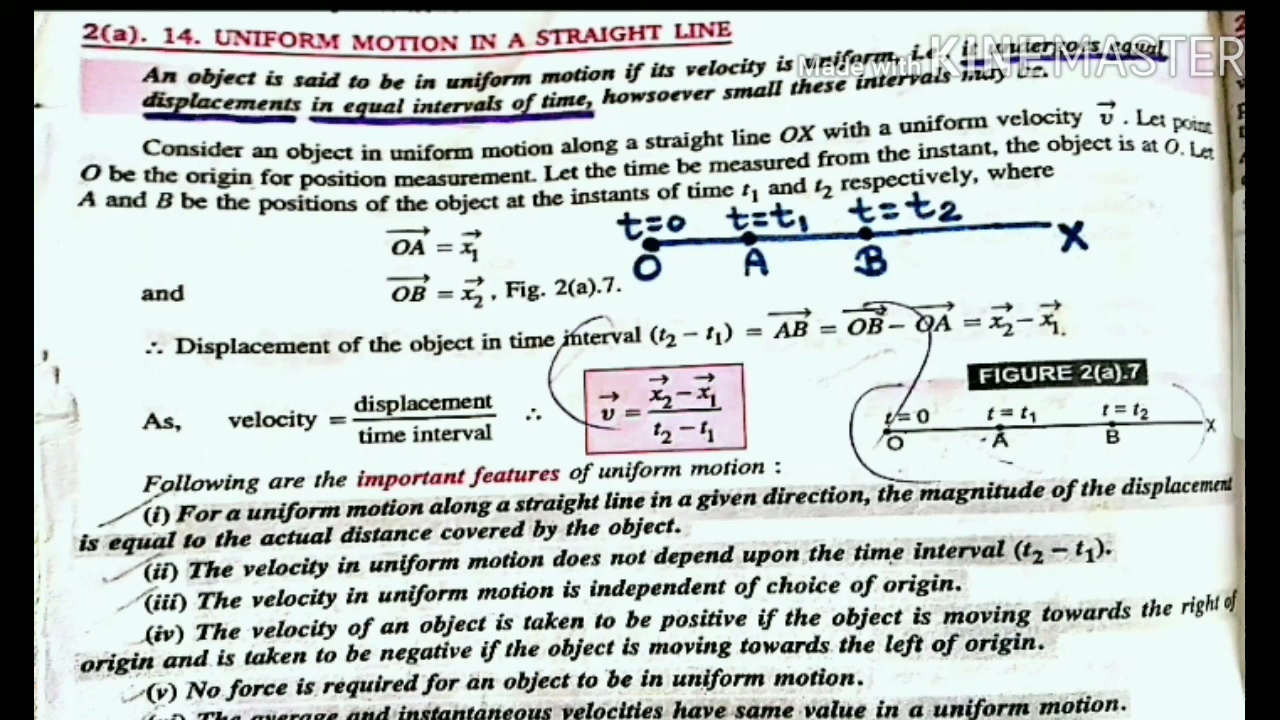 2(a). 14. UNIFORM MOTION IN A STRAIGHT LINE
An object is said to be in uniform motion if its velocity is uniform, i.e. it undergoes equal
Made with KINEMASTER
displacements in equal intervals of time, howsoever small these intervals may be.
Consider an object in uniform motion along a straight line OX with a uniform velocity v⃗ . Let point
O be the origin for position measurement. Let the time be measured from the instant, the object is at O. Let
A and B be the positions of the object at the instants of time t₁ and t₂ respectively, where
t=0 t=t₁ t=t₂
O A B X
OA⃗ = x⃗₁
and OB⃗ = x⃗₂ , Fig. 2(a).7.
∴ Displacement of the object in time interval (t₂ – t₁) = AB⃗ = OB⃗ – OA⃗ = x⃗₂ – x⃗₁.
As, velocity = displacement / time interval ∴ v⃗ = (x⃗₂ – x⃗₁) / (t₂ – t₁)
FIGURE 2(a).7
t = 0 t = t₁ t = t₂
O A B X
Following are the important features of uniform motion :
(i) For a uniform motion along a straight line in a given direction, the magnitude of the displacement
is equal to the actual distance covered by the object.
(ii) The velocity in uniform motion does not depend upon the time interval (t₂ – t₁).
(iii) The velocity in uniform motion is independent of choice of origin.
(iv) The velocity of an object is taken to be positive if the object is moving towards the right of
origin and is taken to be negative if the object is moving towards the left of origin.
(v) No force is required for an object to be in uniform motion.
(vi) The average and instantaneous velocities have same value in a uniform motion.